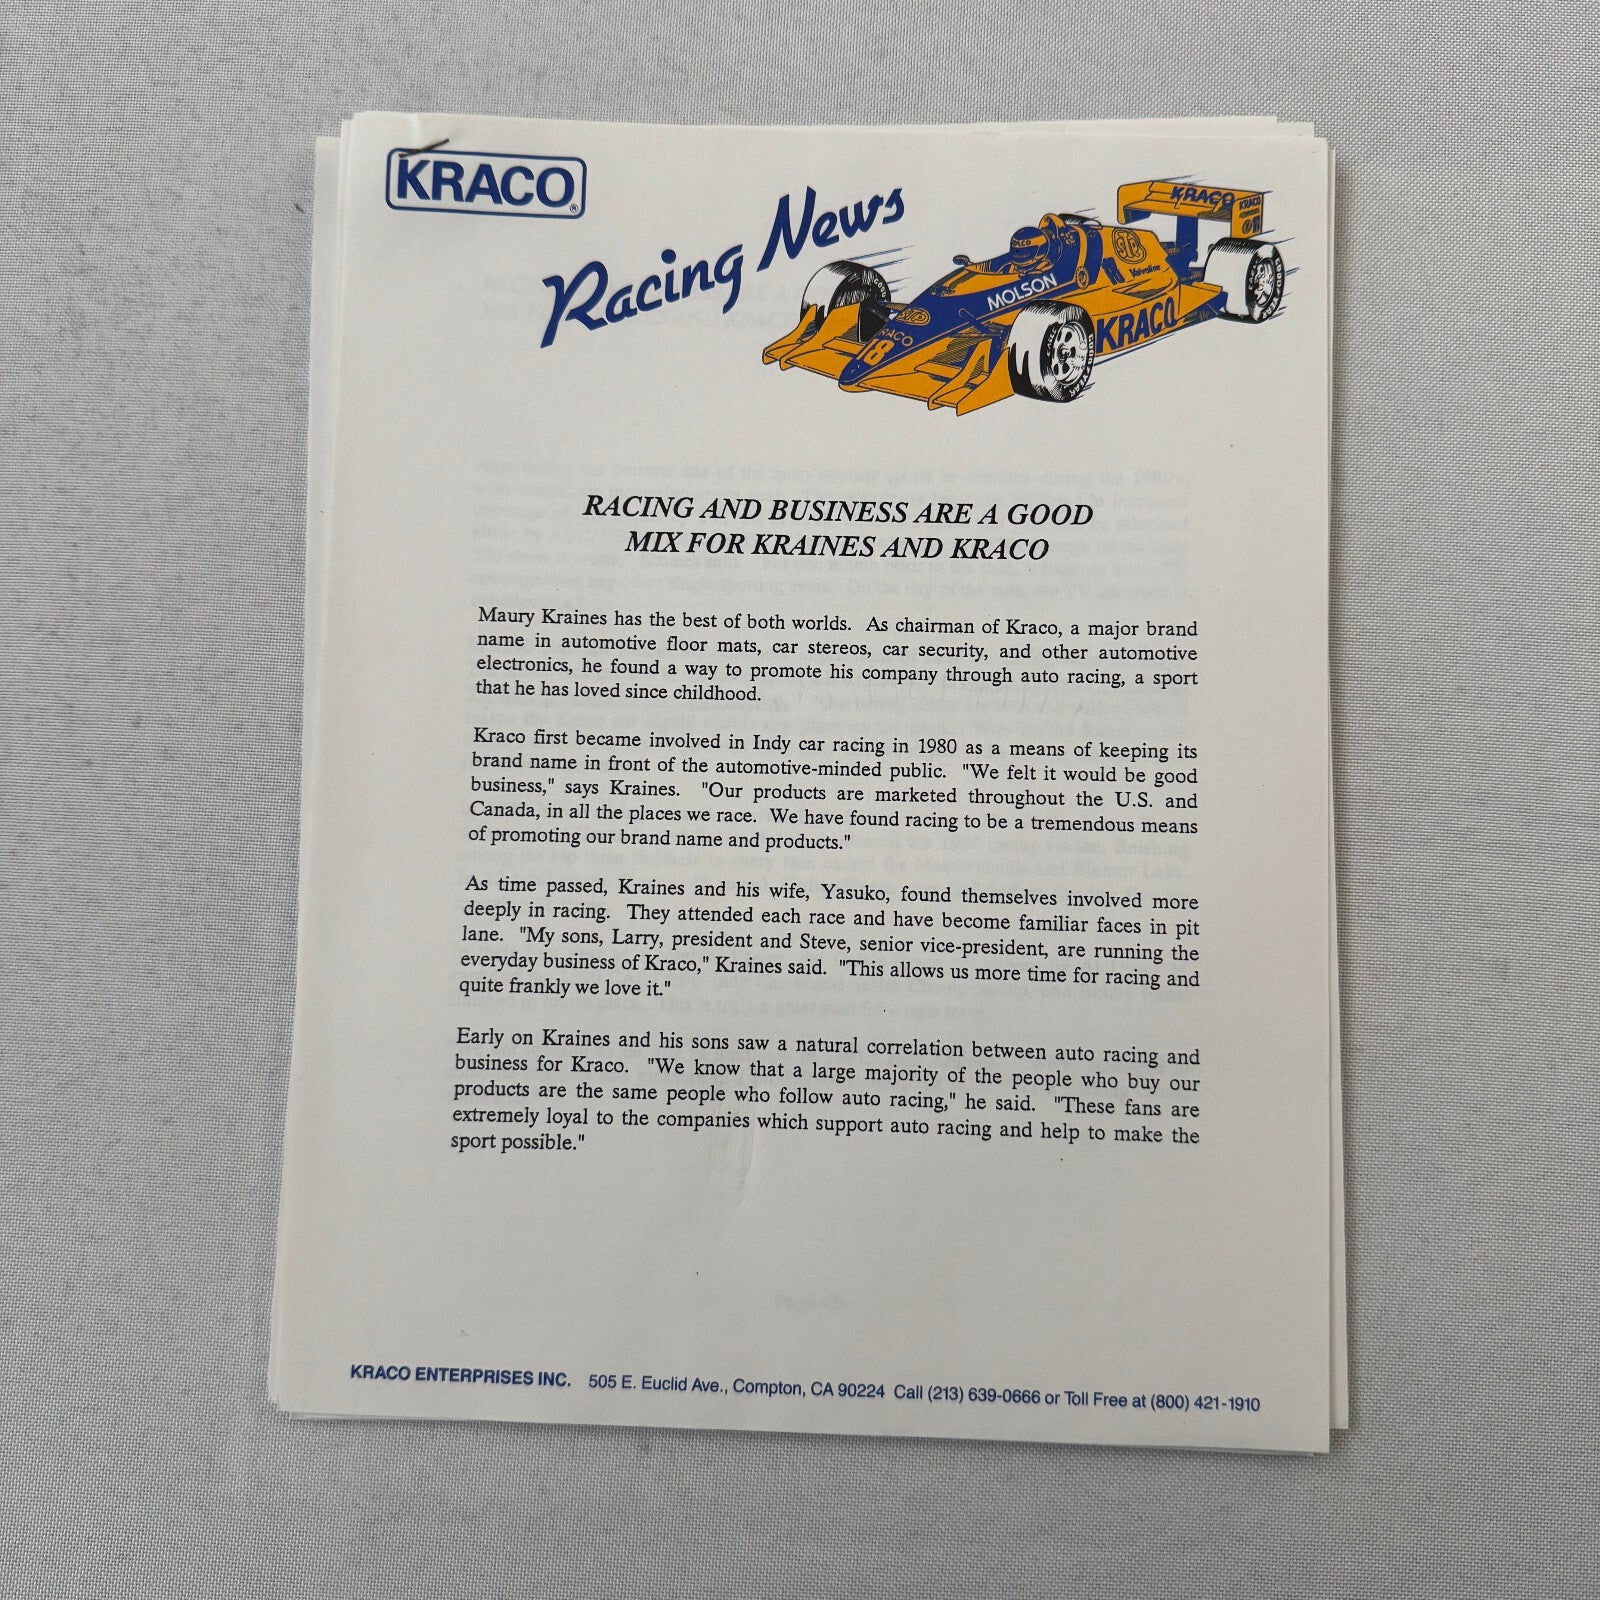 KRACO®
Racing News
KRACO
KRACO
STP
Valvoline
18
KRACO
MOLSON
KRACO
STP
KRACO
18
RACING AND BUSINESS ARE A GOOD
MIX FOR KRAINES AND KRACO
Maury Kraines has the best of both worlds. As chairman of Kraco, a major brand
name in automotive floor mats, car stereos, car security, and other automotive
electronics, he found a way to promote his company through auto racing, a sport
that he has loved since childhood.
Kraco first became involved in Indy car racing in 1980 as a means of keeping its
brand name in front of the automotive-minded public. "We felt it would be good
business," says Kraines. "Our products are marketed throughout the U.S. and
Canada, in all the places we race. We have found racing to be a tremendous means
of promoting our brand name and products."
As time passed, Kraines and his wife, Yasuko, found themselves involved more
deeply in racing. They attended each race and have become familiar faces in pit
lane. "My sons, Larry, president and Steve, senior vice-president, are running the
everyday business of Kraco," Kraines said. "This allows us more time for racing and
quite frankly we love it."
Early on Kraines and his sons saw a natural correlation between auto racing and
business for Kraco. "We know that a large majority of the people who buy our
products are the same people who follow auto racing," he said. "These fans are
extremely loyal to the companies which support auto racing and help to make the
sport possible."
KRACO ENTERPRISES INC. 505 E. Euclid Ave., Compton, CA 90224 Call (213) 639-0666 or Toll Free at (800) 421-1910